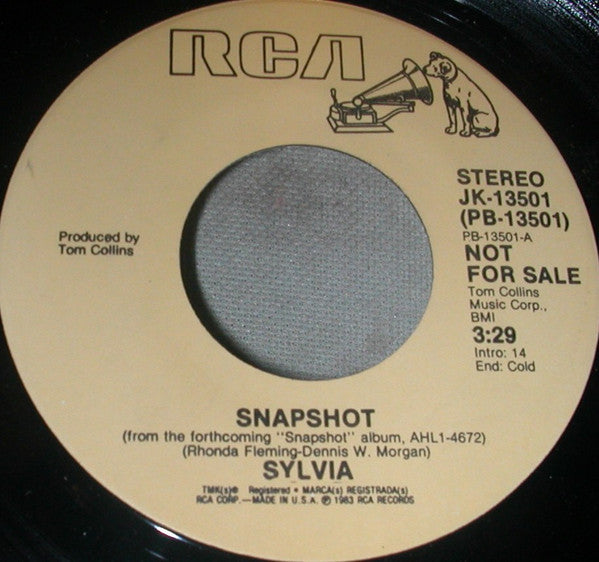 RCA
STEREO
JK-13501
(PB-13501)
PB-13501-A
NOT
FOR SALE
Tom Collins
Music Corp.,
BMI
3:29
Intro: 14
End: Cold
Produced by
Tom Collins
SNAPSHOT
(from the forthcoming "Snapshot" album, AHL1-4672)
(Rhonda Fleming-Dennis W. Morgan)
SYLVIA
TMK(s)® Registered • MARCA(s) REGISTRADA(s)
RCA CORP.—MADE IN U.S.A. ℗ 1983 RCA RECORDS